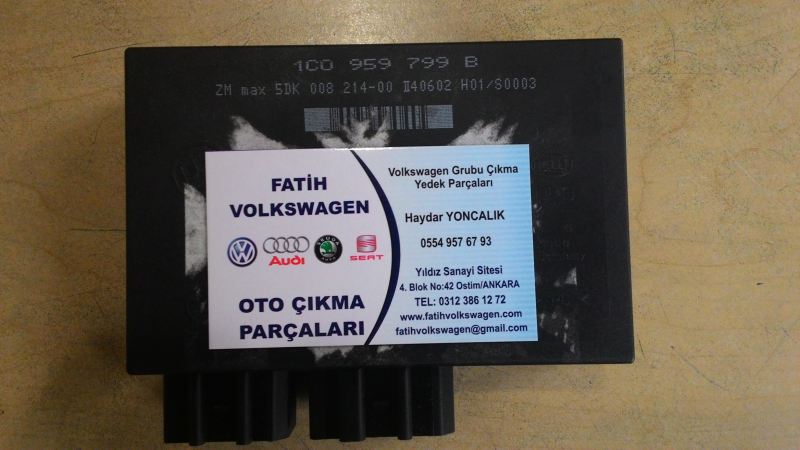 1C0 959 799 B
ZM max 5DK 008 214-00 II40602 H01/S0003
FATİH
VOLKSWAGEN
Audi
SKODA
SEAT
OTO ÇIKMA
PARÇALARI
Volkswagen Grubu Çıkma
Yedek Parçaları
Haydar YONCALIK
0554 957 67 93
Yıldız Sanayi Sitesi
4. Blok No:42 Ostim/ANKARA
TEL: 0312 386 12 72
www.fatihvolkswagen.com
fatihvolkswagen@gmail.com